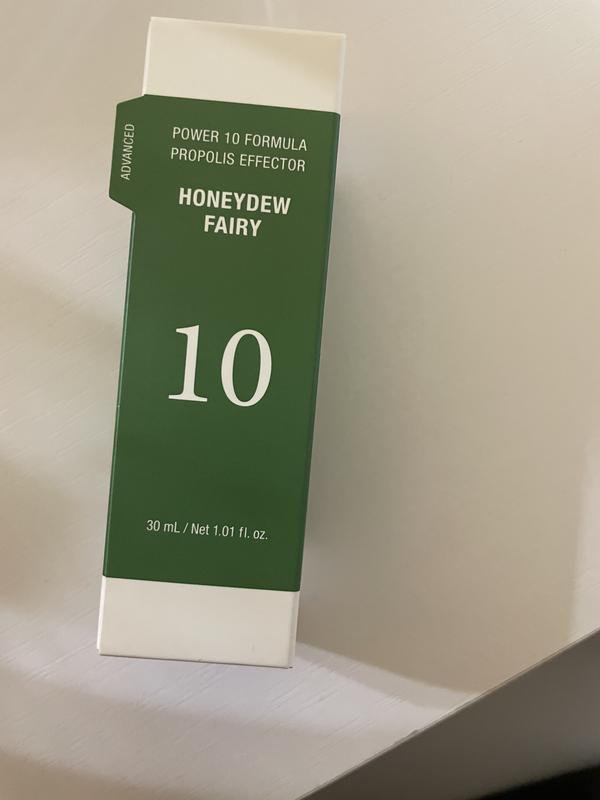 ADVANCED
POWER 10 FORMULA
PROPOLIS EFFECTOR
HONEYDEW
FAIRY
10
30 mL / Net 1.01 fl. oz.